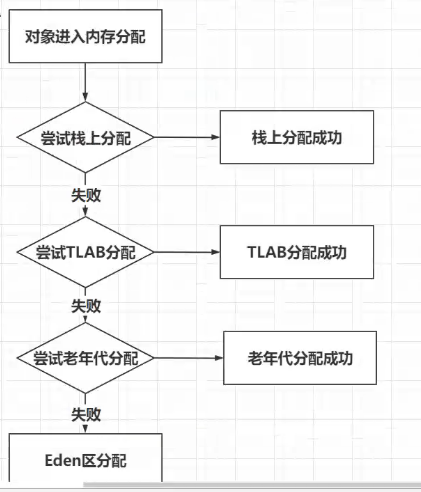 对象进入内存分配
尝试栈上分配
栈上分配成功
失败
尝试TLAB分配
TLAB分配成功
失败
尝试老年代分配
老年代分配成功
失败
Eden区分配